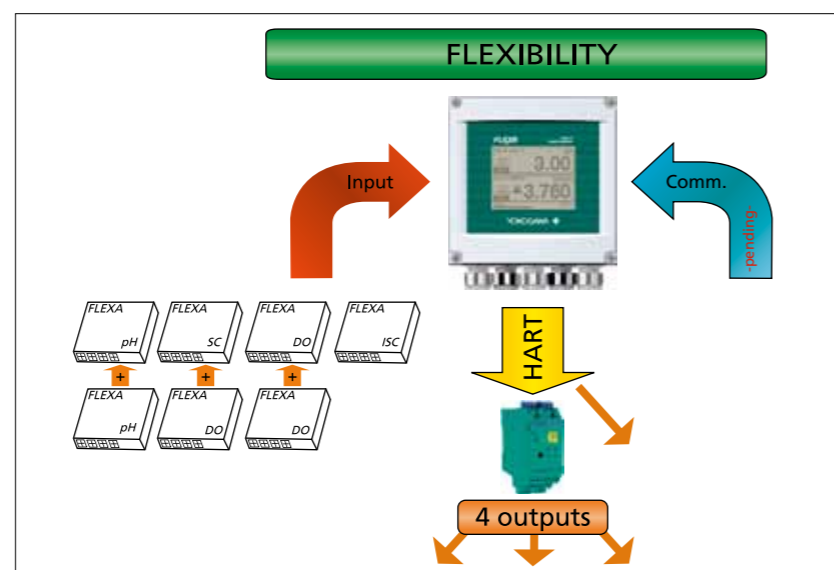 FLEXIBILITY
FLEXA
3.00
3.760
YOKOGAWA
Input
Comm.
-pending-
FLEXA FLEXA FLEXA FLEXA
pH SC DO ISC
+ + +
FLEXA FLEXA FLEXA
pH DO DO
HART
4 outputs